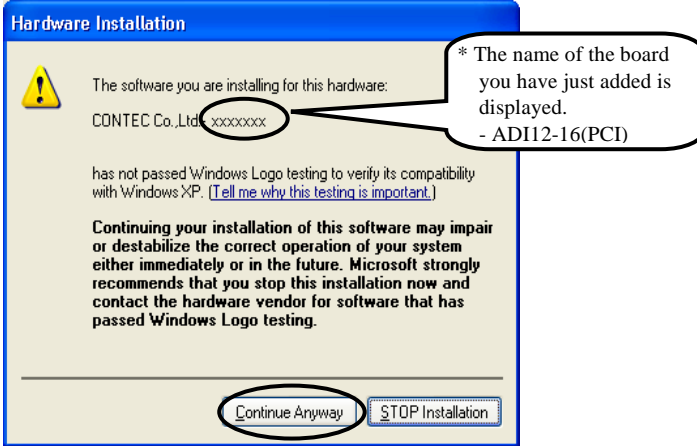 Hardware Installation
* The name of the board
you have just added is
displayed.
- ADI12-16(PCI)
The software you are installing for this hardware:
CONTEC Co.,Ltd.- xxxxxxx
has not passed Windows Logo testing to verify its compatibility
with Windows XP. (Tell me why this testing is important.)
Continuing your installation of this software may impair
or destabilize the correct operation of your system
either immediately or in the future. Microsoft strongly
recommends that you stop this installation now and
contact the hardware vendor for software that has
passed Windows Logo testing.
Continue Anyway
STOP Installation